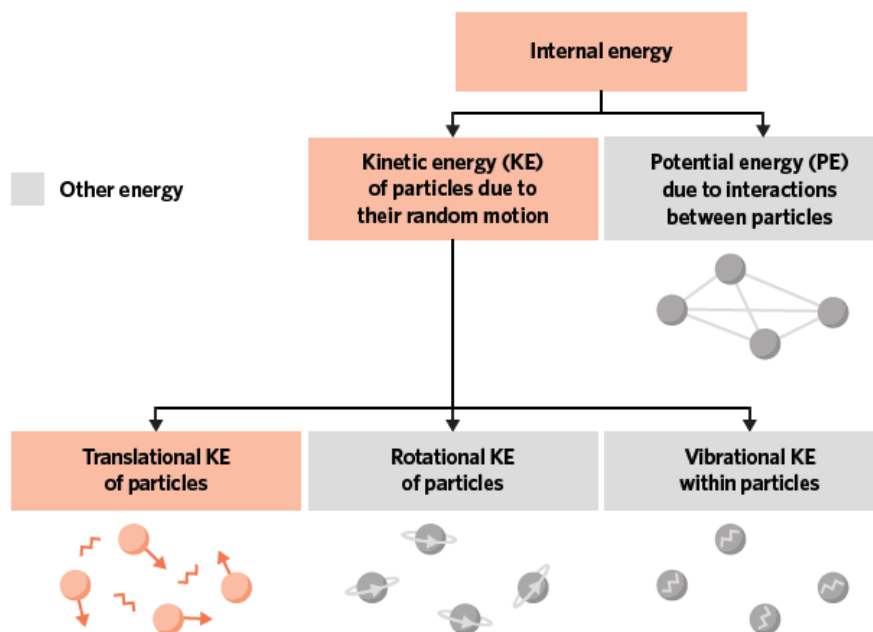 Internal energy
Kinetic energy (KE)
of particles due to
their random motion
Potential energy (PE)
due to interactions
between particles
Other energy
Translational KE
of particles
Rotational KE
of particles
Vibrational KE
within particles